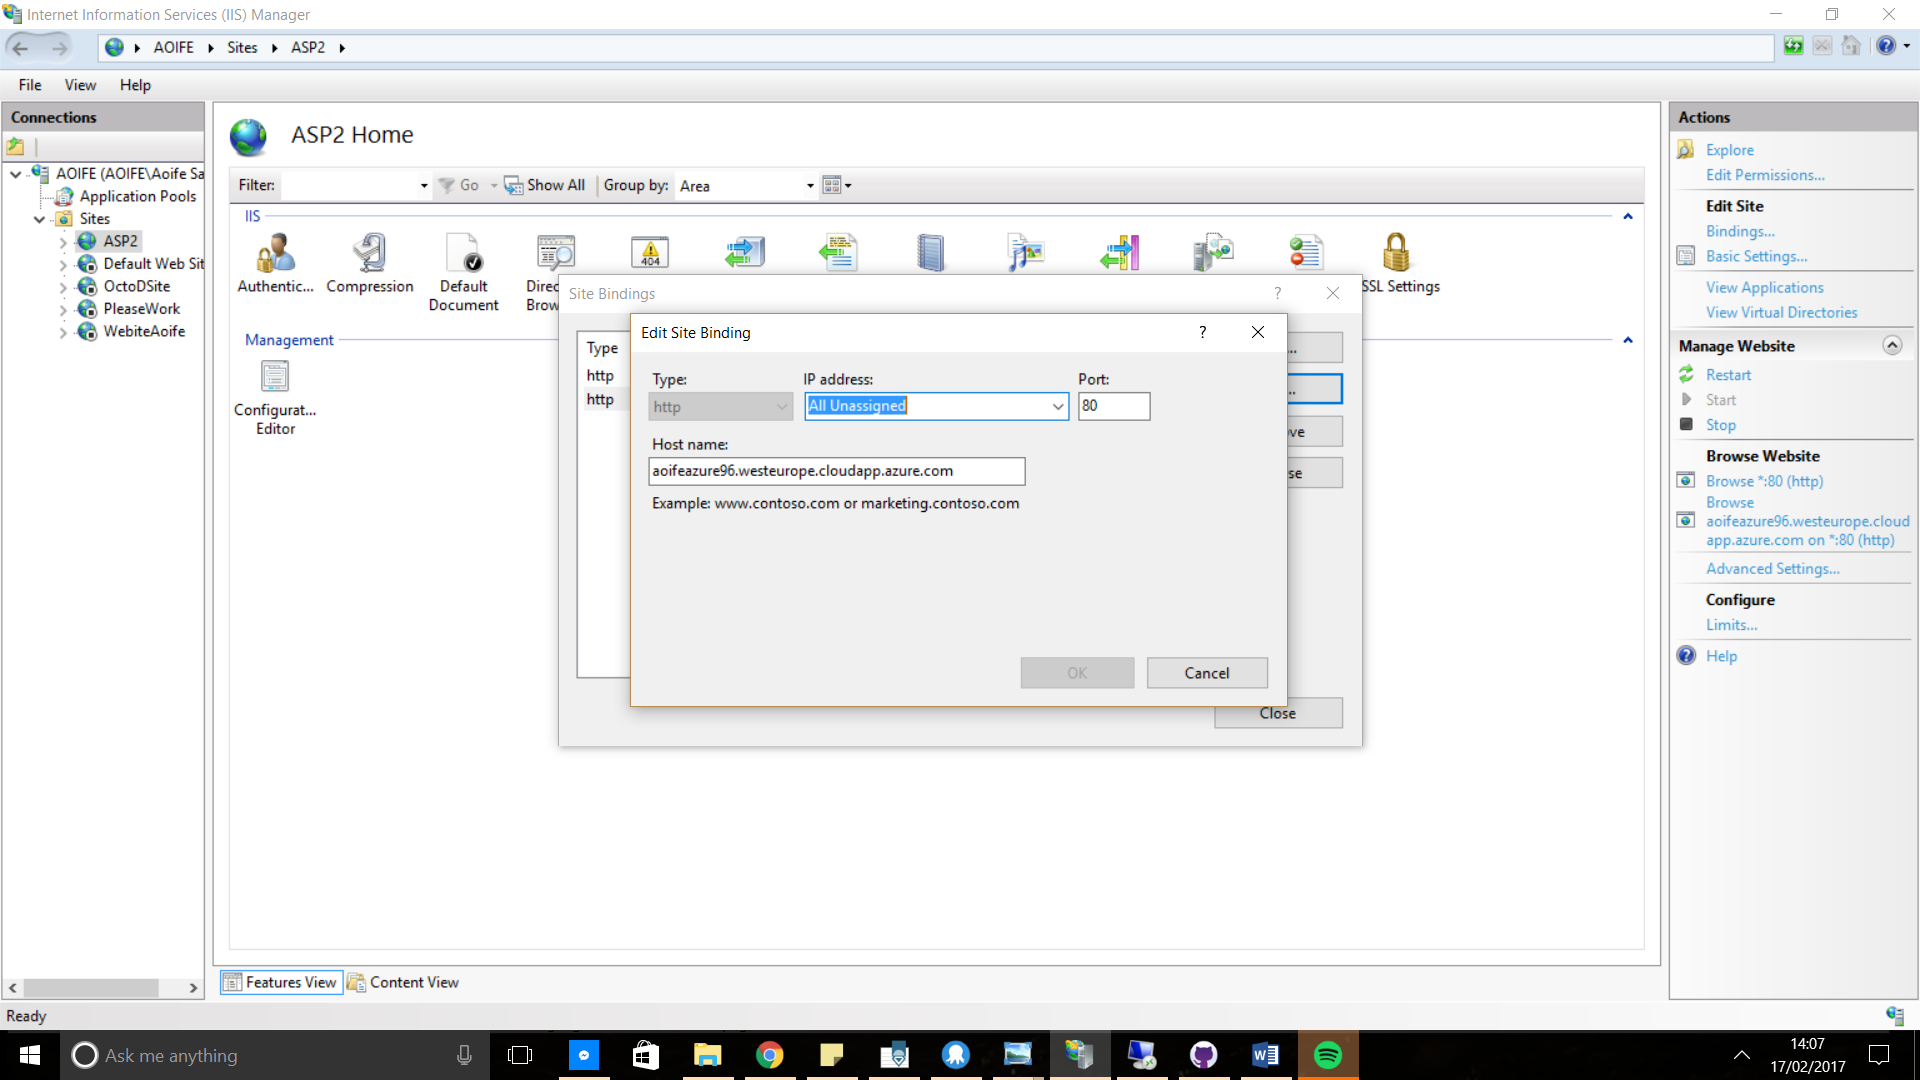 Internet Information Services (IIS) Manager
AOIFE
Sites
ASP2
File
View
Help
Connections
AOIFE (AOIFE\Aoife Sa
Application Pools
Sites
ASP2
Default Web Sit
OctoDSite
PleaseWork
WebiteAoife
ASP2 Home
Filter:
Go
Show All
Group by:
Area
IIS
Authentic...
Compression
Default
Document
Direc
Brow
404
SSL Settings
Management
Configurat...
Editor
Site Bindings
?
Type
http
http
...
...
ve
se
Close
Edit Site Binding
?
Type:
IP address:
Port:
http
All Unassigned
80
Host name:
aoifeazure96.westeurope.cloudapp.azure.com
Example: www.contoso.com or marketing.contoso.com
OK
Cancel
Features View
Content View
Ready
Actions
Explore
Edit Permissions...
Edit Site
Bindings...
Basic Settings...
View Applications
View Virtual Directories
Manage Website
Restart
Start
Stop
Browse Website
Browse *:80 (http)
Browse
aoifeazure96.westeurope.cloud
app.azure.com on *:80 (http)
Advanced Settings...
Configure
Limits...
Help
Ask me anything
14:07
17/02/2017